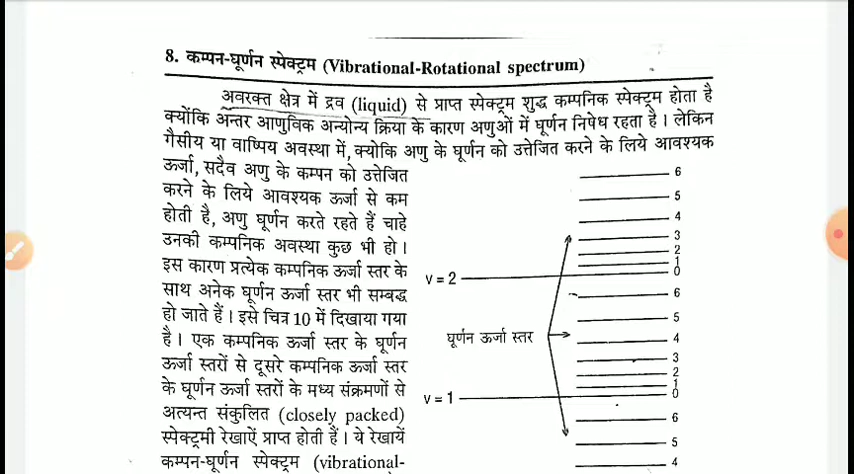 8. कम्पन-घूर्णन स्पेक्ट्रम (Vibrational-Rotational spectrum)
अवरक्त क्षेत्र में द्रव (liquid) से प्राप्त स्पेक्ट्रम शुद्ध कम्पनिक स्पेक्ट्रम होता है
क्योंकि अन्तर आणुविक अन्योन्य क्रिया के कारण अणुओं में घूर्णन निषेध रहता है। लेकिन
गैसीय या वाष्पिय अवस्था में, क्योकि अणु के घूर्णन को उत्तेजित करने के लिये आवश्यक
ऊर्जा, सदैव अणु के कम्पन को उत्तेजित
करने के लिये आवश्यक ऊर्जा से कम
होती है, अणु घूर्णन करते रहते हैं चाहे
उनकी कम्पनिक अवस्था कुछ भी हो।
इस कारण प्रत्येक कम्पनिक ऊर्जा स्तर के
साथ अनेक घूर्णन ऊर्जा स्तर भी सम्बद्ध
हो जाते हैं। इसे चित्र 10 में दिखाया गया
है। एक कम्पनिक ऊर्जा स्तर के घूर्णन
ऊर्जा स्तरों से दूसरे कम्पनिक ऊर्जा स्तर
के घूर्णन ऊर्जा स्तरों के मध्य संक्रमणों से
अत्यन्त संकुलित (closely packed)
स्पेक्ट्रमी रेखाऐं प्राप्त होती हैं। ये रेखायें
कम्पन-घूर्णन स्पेक्ट्रम (vibrational-
6
5
4
3
2
1
0
v = 2
6
5
घूर्णन ऊर्जा स्तर
4
3
2
1
0
v = 1
6
5
4